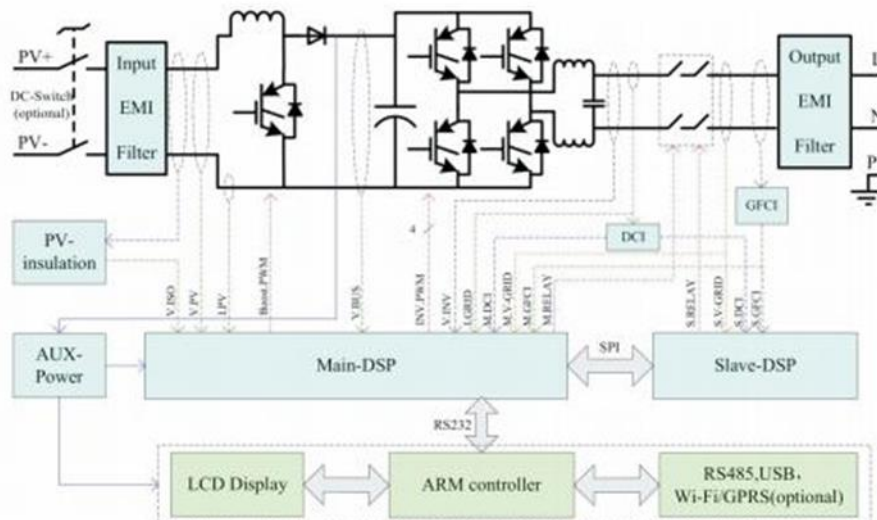 PV+
DC-Switch
(optional)
PV-
Input
EMI
Filter
Output
EMI
Filter
L
N
P
GFCI
DCI
4
PV-
insulation
V.ISO
V.PV
I.PV
Boost.PWM
V.BUS
INV.PWM
V.INV
I.GRID
M.DCI
M.V-GRID
M.GFCI
M.RELAY
S.RELAY
S.V-GRID
S.DCI
S.GFCI
AUX-
Power
Main-DSP
SPI
Slave-DSP
RS232
LCD Display
ARM controller
RS485,USB,
Wi-Fi/GPRS(optional)